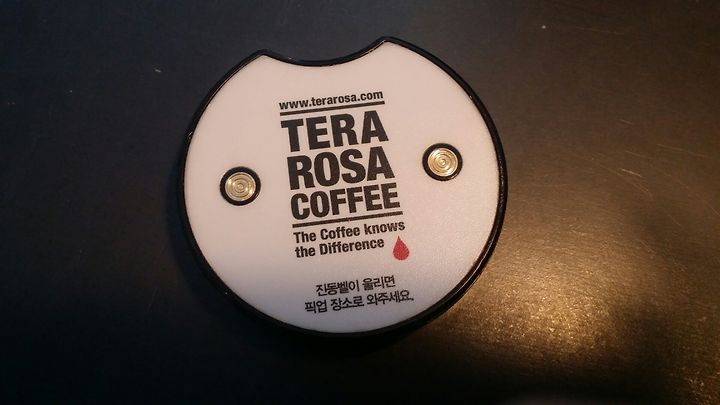 www.terarosa.com
TERA
ROSA
COFFEE
The Coffee knows
the Difference
진동벨이 울리면
픽업 장소로 와주세요.